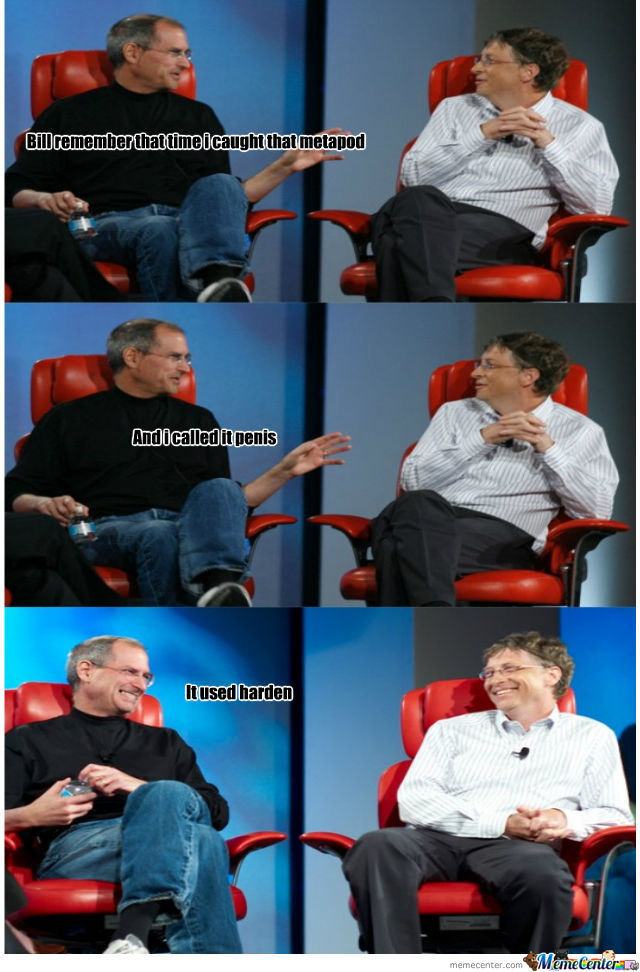 Bill remember that time i caught that metapod
And i called it penis
It used harden
memecenter.com MemeCenter